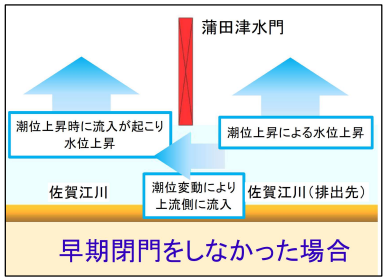 蒲田津水門
潮位上昇時に流入が起こり
水位上昇
潮位上昇による水位上昇
佐賀江川
潮位変動により
上流側に流入
佐賀江川(排出先)
早期閉門をしなかった場合